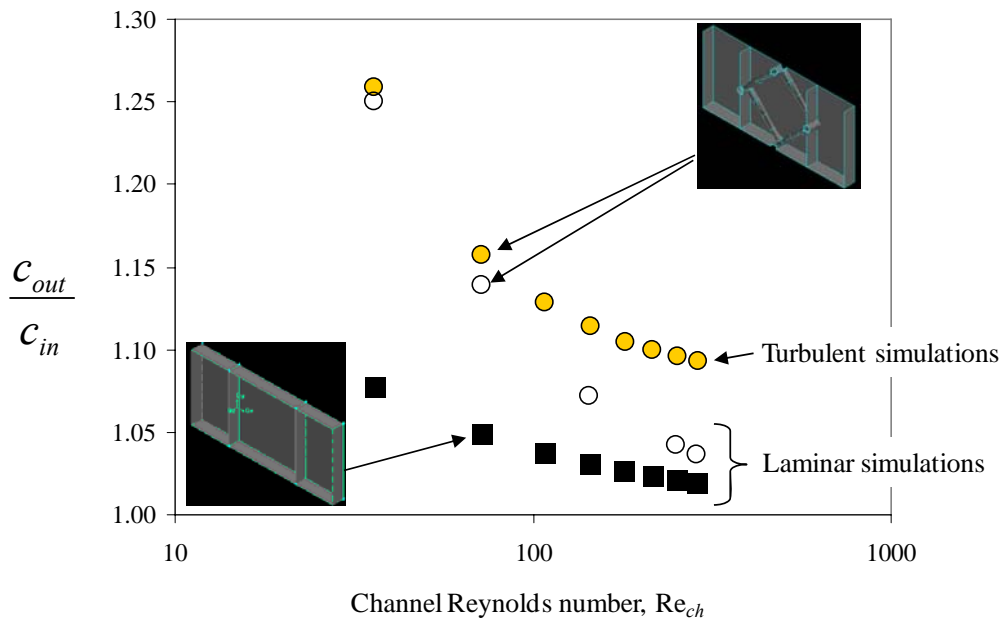 1.30
1.25
1.20
1.15
1.10
1.05
1.00
c_out
c_in
10
100
1000
Turbulent simulations
Laminar simulations
Channel Reynolds number, Re_ch